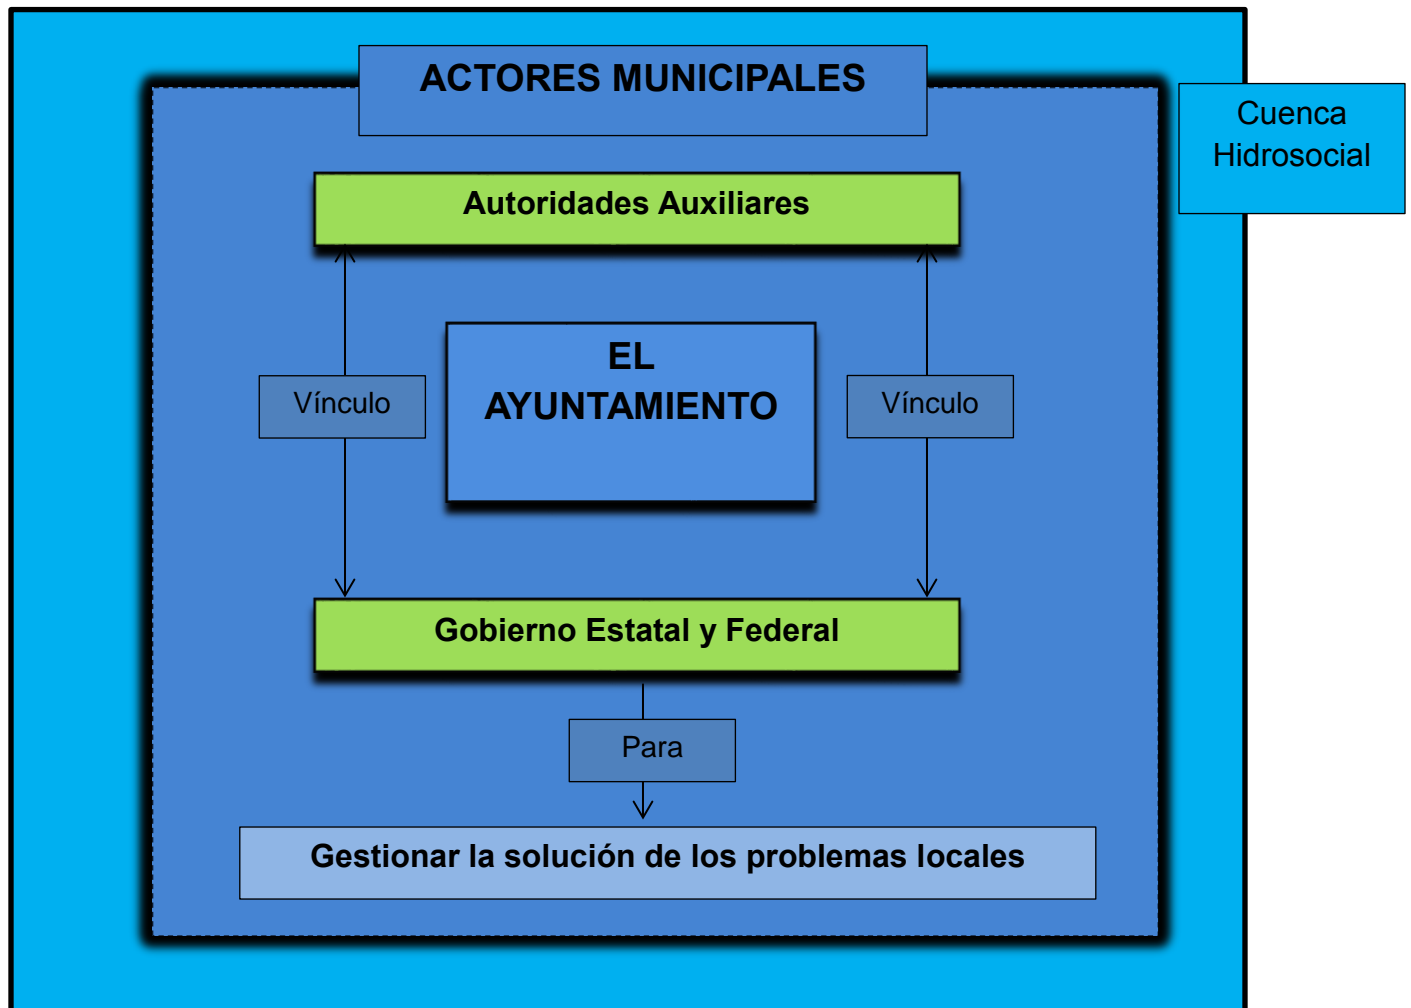 ACTORES MUNICIPALES
Cuenca
Hidrosocial
Autoridades Auxiliares
EL
AYUNTAMIENTO
Vínculo
Vínculo
Gobierno Estatal y Federal
Para
Gestionar la solución de los problemas locales